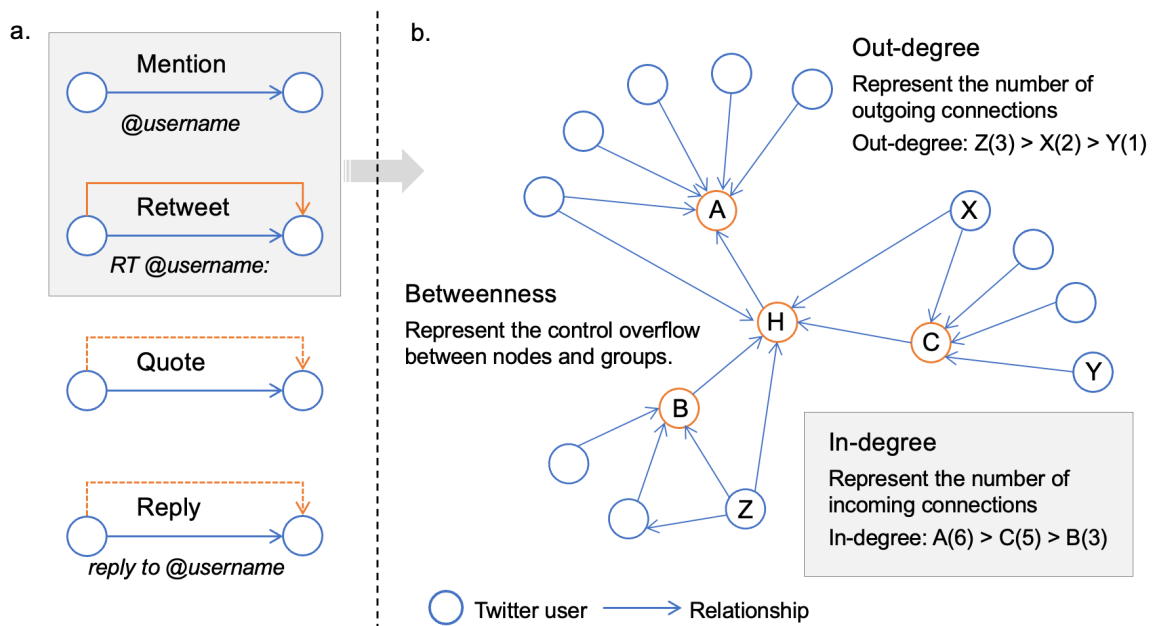 a.
Mention
@username
Retweet
RT @username:
Quote
Reply
reply to @username
b.
Out-degree
Represent the number of
outgoing connections
Out-degree: Z(3) > X(2) > Y(1)
A
X
Betweenness
Represent the control overflow
between nodes and groups.
H
C
Y
B
Z
In-degree
Represent the number of
incoming connections
In-degree: A(6) > C(5) > B(3)
Twitter user
Relationship